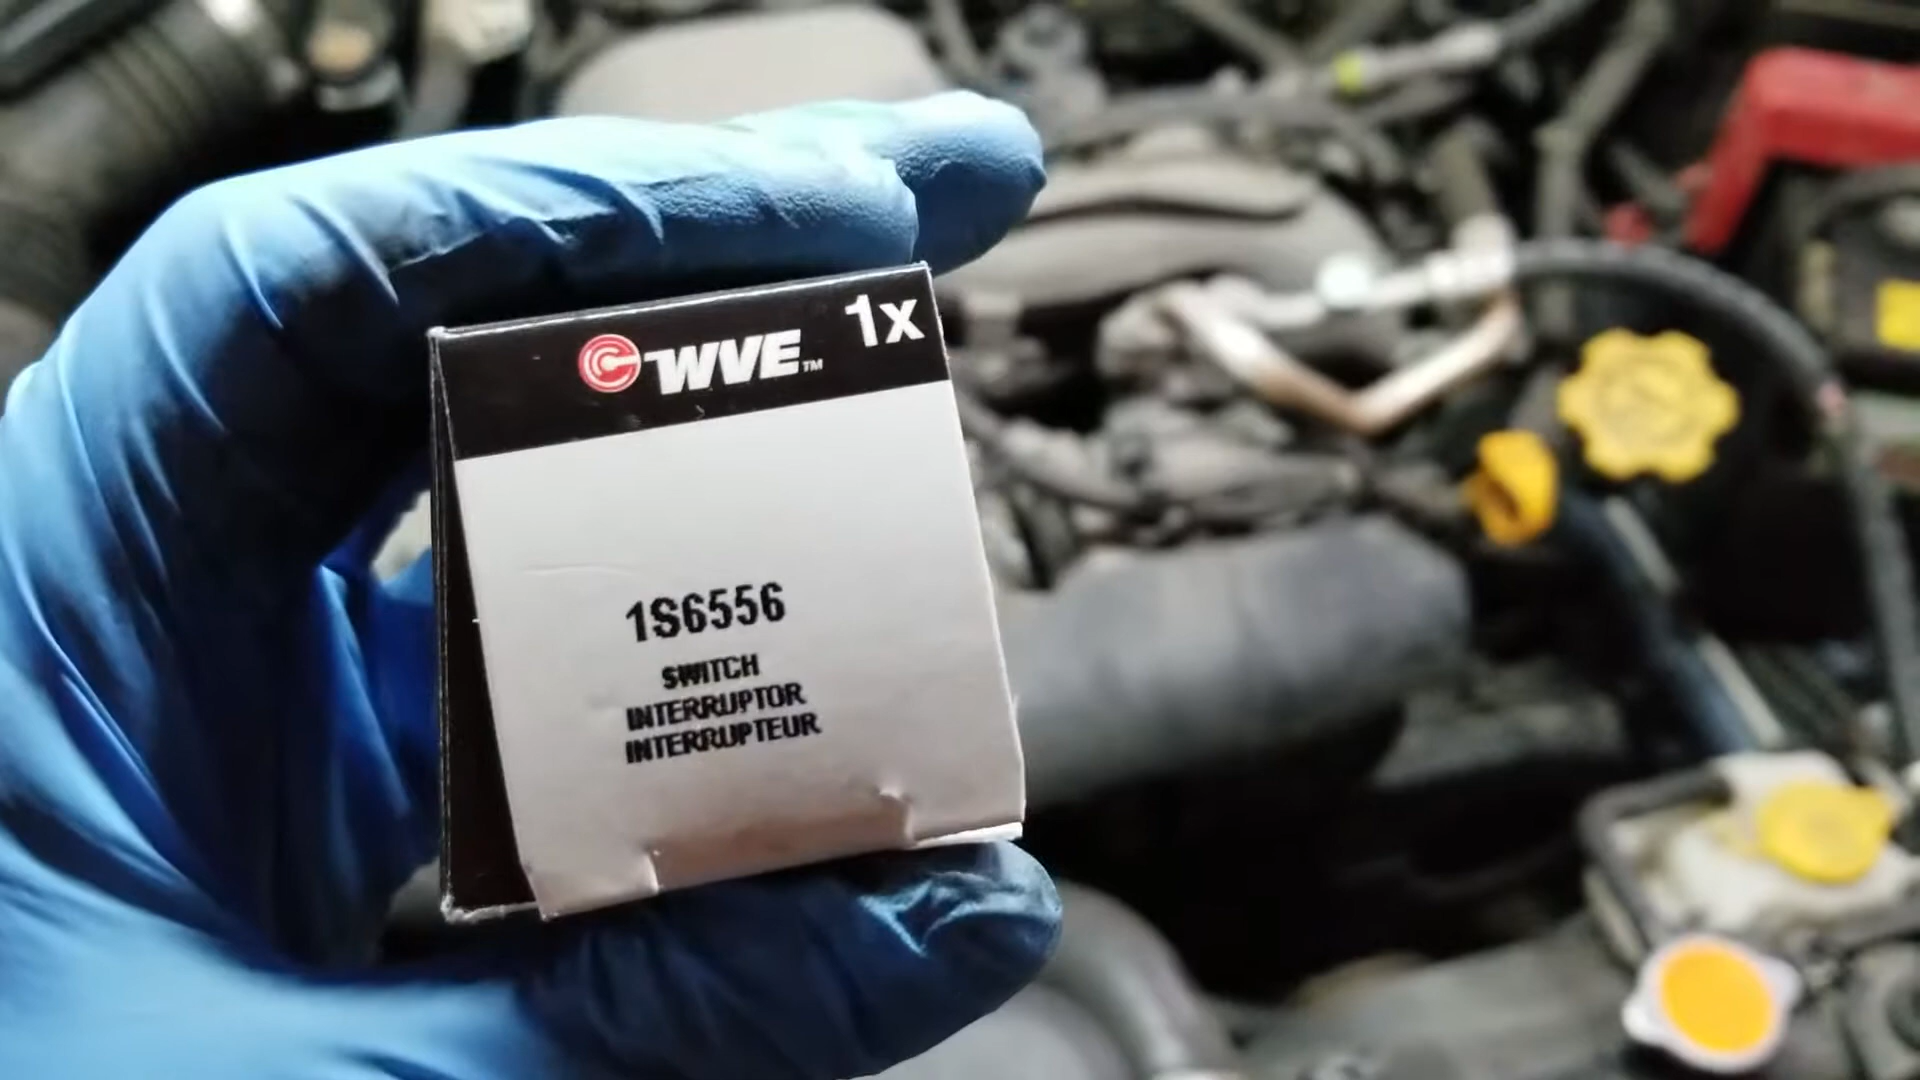 WVE™ 1x
1S6556
SWITCH
INTERRUPTOR
INTERRUPTEUR